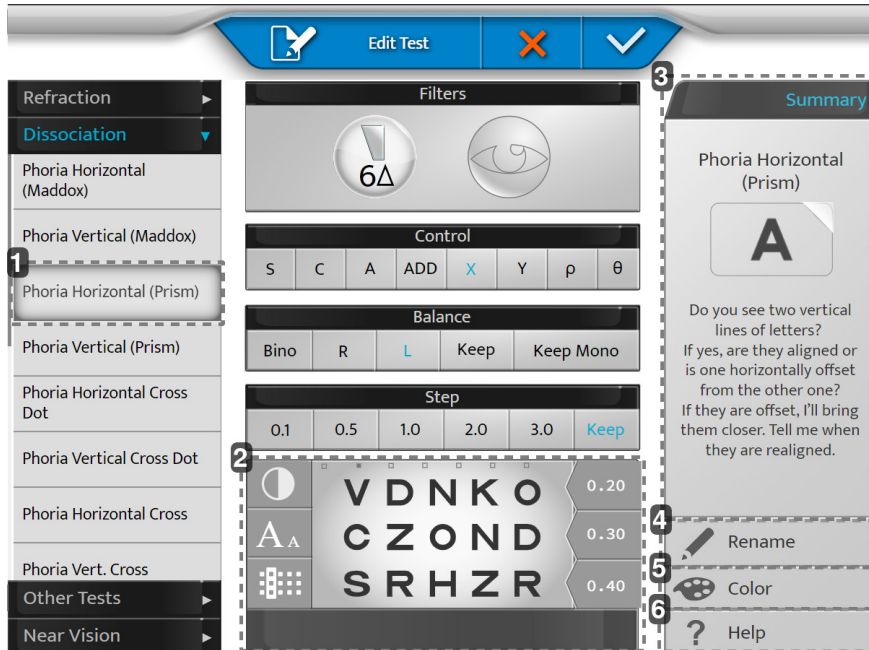 Edit Test
Refraction
Dissociation
Phoria Horizontal
(Maddox)
Phoria Vertical (Maddox)
1
Phoria Horizontal (Prism)
Phoria Vertical (Prism)
Phoria Horizontal Cross
Dot
Phoria Vertical Cross Dot
Phoria Horizontal Cross
Phoria Vert. Cross
Other Tests
Near Vision
Filters
6Δ
Control
S C A ADD X Y ρ θ
Balance
Bino R L Keep Keep Mono
Step
0.1 0.5 1.0 2.0 3.0 Keep
2
A A
V D N K O
C Z O N D
S R H Z R
0.20
0.30
0.40
3
Summary
Phoria Horizontal
(Prism)
A
Do you see two vertical
lines of letters?
If yes, are they aligned or
is one horizontally offset
from the other one?
If they are offset, I'll bring
them closer. Tell me when
they are realigned.
4
Rename
5
Color
6
? Help